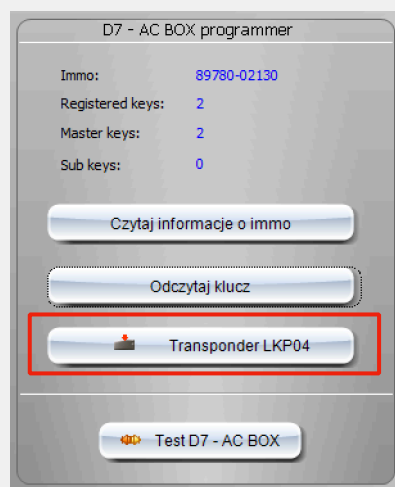 D7 - AC BOX programmer
Immo: 89780-02130
Registered keys: 2
Master keys: 2
Sub keys: 0
Czytaj informacje o immo
Odczytaj klucz
Transponder LKP04
Test D7 - AC BOX